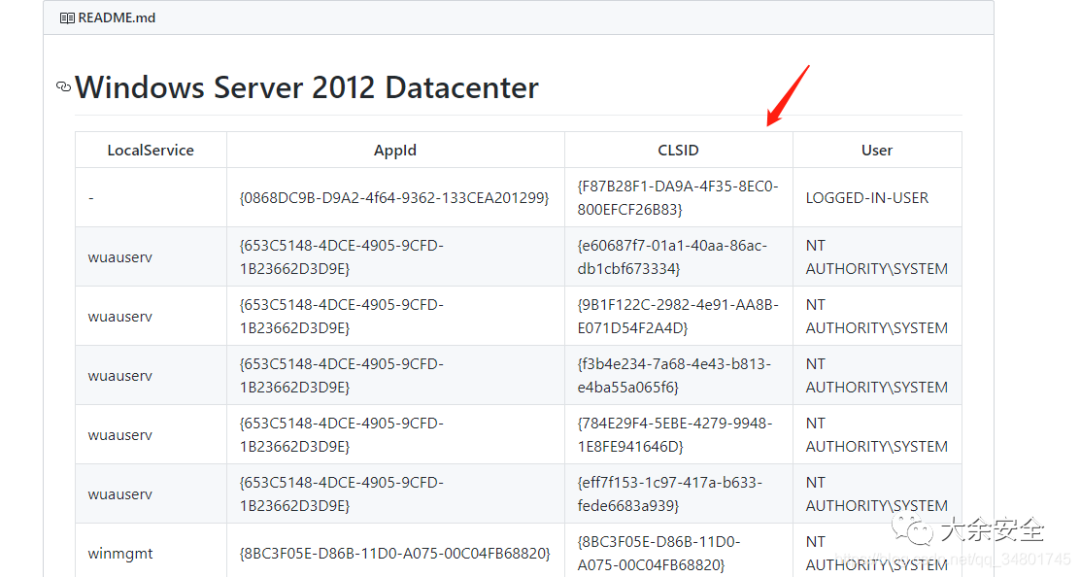 README.md
Windows Server 2012 Datacenter
LocalService AppId CLSID User
- {0868DC9B-D9A2-4f64-9362-133CEA201299} {F87B28F1-DA9A-4F35-8EC0-
800EFCF26B83} LOGGED-IN-USER
wuauserv {653C5148-4DCE-4905-9CFD-
1B23662D3D9E} {e60687f7-01a1-40aa-86ac-
db1cbf673334} NT
AUTHORITY\SYSTEM
wuauserv {653C5148-4DCE-4905-9CFD-
1B23662D3D9E} {9B1F122C-2982-4e91-AA8B-
E071D54F2A4D} NT
AUTHORITY\SYSTEM
wuauserv {653C5148-4DCE-4905-9CFD-
1B23662D3D9E} {f3b4e234-7a68-4e43-b813-
e4ba55a065f6} NT
AUTHORITY\SYSTEM
wuauserv {653C5148-4DCE-4905-9CFD-
1B23662D3D9E} {784E29F4-5EBE-4279-9948-
1E8FE941646D} NT
AUTHORITY\SYSTEM
wuauserv {653C5148-4DCE-4905-9CFD-
1B23662D3D9E} {eff7f153-1c97-417a-b633-
fede6683a939} NT
AUTHORITY\SYSTEM
winmgmt {8BC3F05E-D86B-11D0-A075-00C04FB68820} {8BC3F05E-D86B-11D0-
A075-00C04FB68820} NT
AUTHORITY\SYSTEM
大余安全